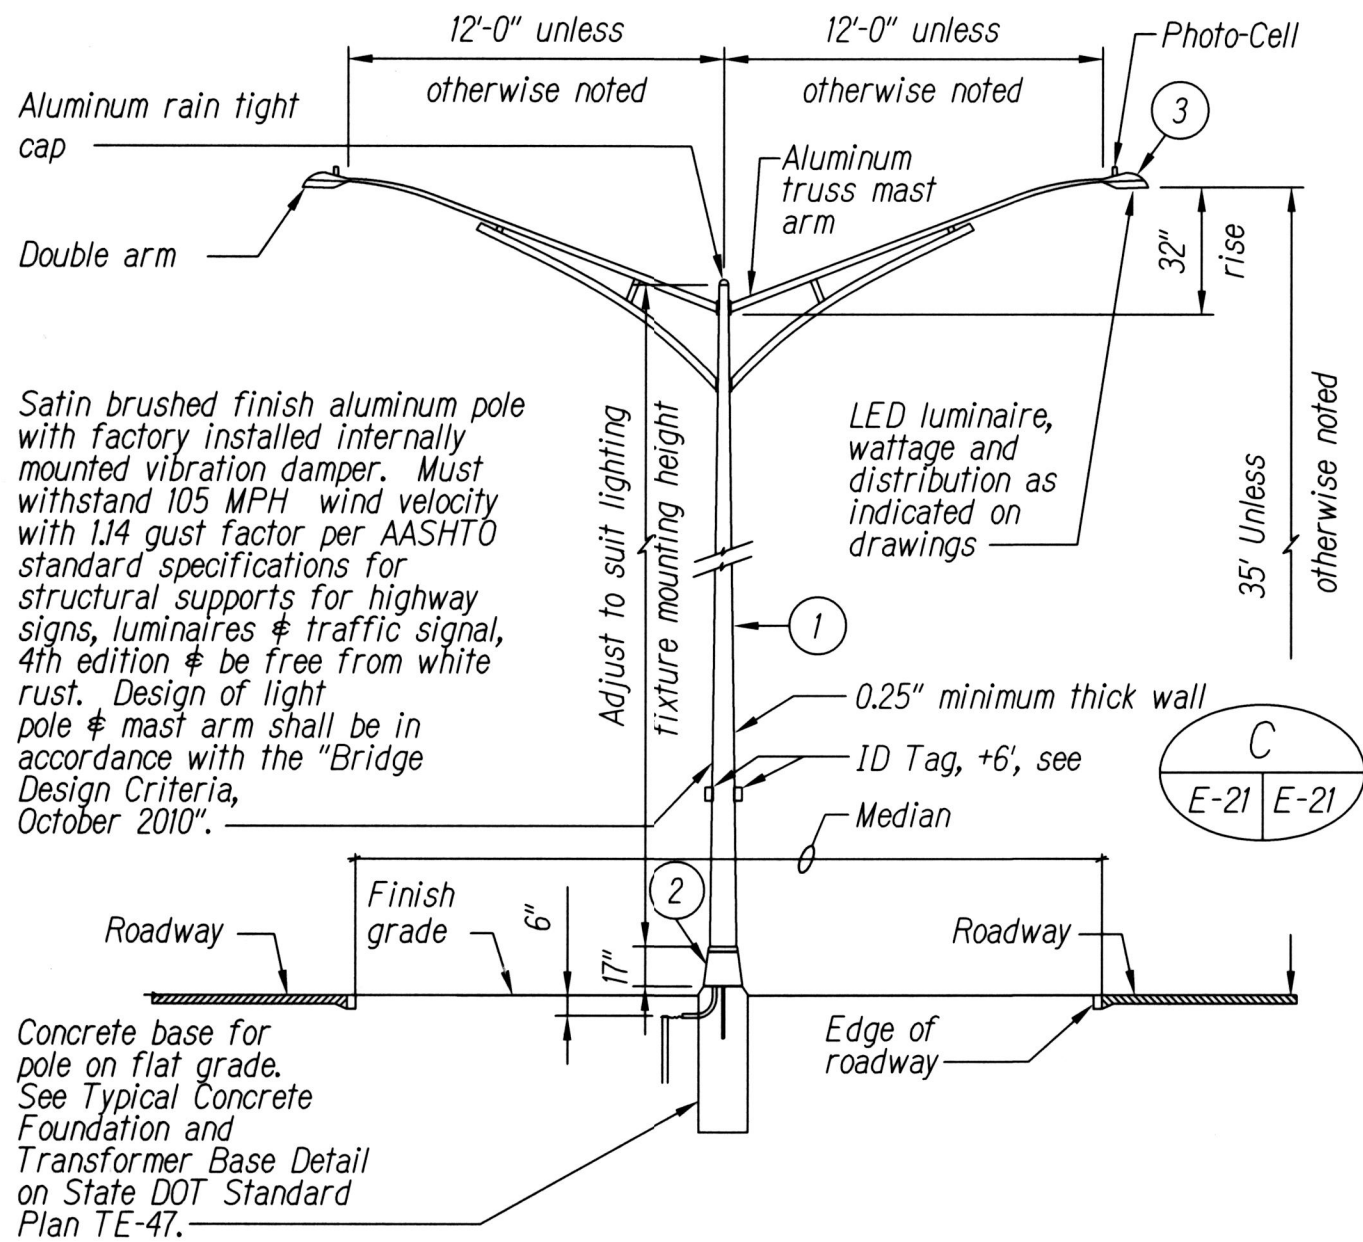 12'-0" unless
otherwise noted
12'-0" unless
otherwise noted
Photo-Cell
3
Aluminum rain tight
cap
Aluminum
truss mast
arm
Double arm
32"
rise
Satin brushed finish aluminum pole
with factory installed internally
mounted vibration damper. Must
withstand 105 MPH wind velocity
with 1.14 gust factor per AASHTO
standard specifications for
structural supports for highway
signs, luminaires & traffic signal,
4th edition & be free from white
rust. Design of light
pole & mast arm shall be in
accordance with the "Bridge
Design Criteria,
October 2010".
Adjust to suit lighting
fixture mounting height
LED luminaire,
wattage and
distribution as
indicated on
drawings
35' Unless
otherwise noted
1
0.25" minimum thick wall
ID Tag, +6', see
C
E-21 E-21
Median
2
Finish
grade
6"
17"
Roadway
Roadway
Edge of
roadway
Concrete base for
pole on flat grade.
See Typical Concrete
Foundation and
Transformer Base Detail
on State DOT Standard
Plan TE-47.